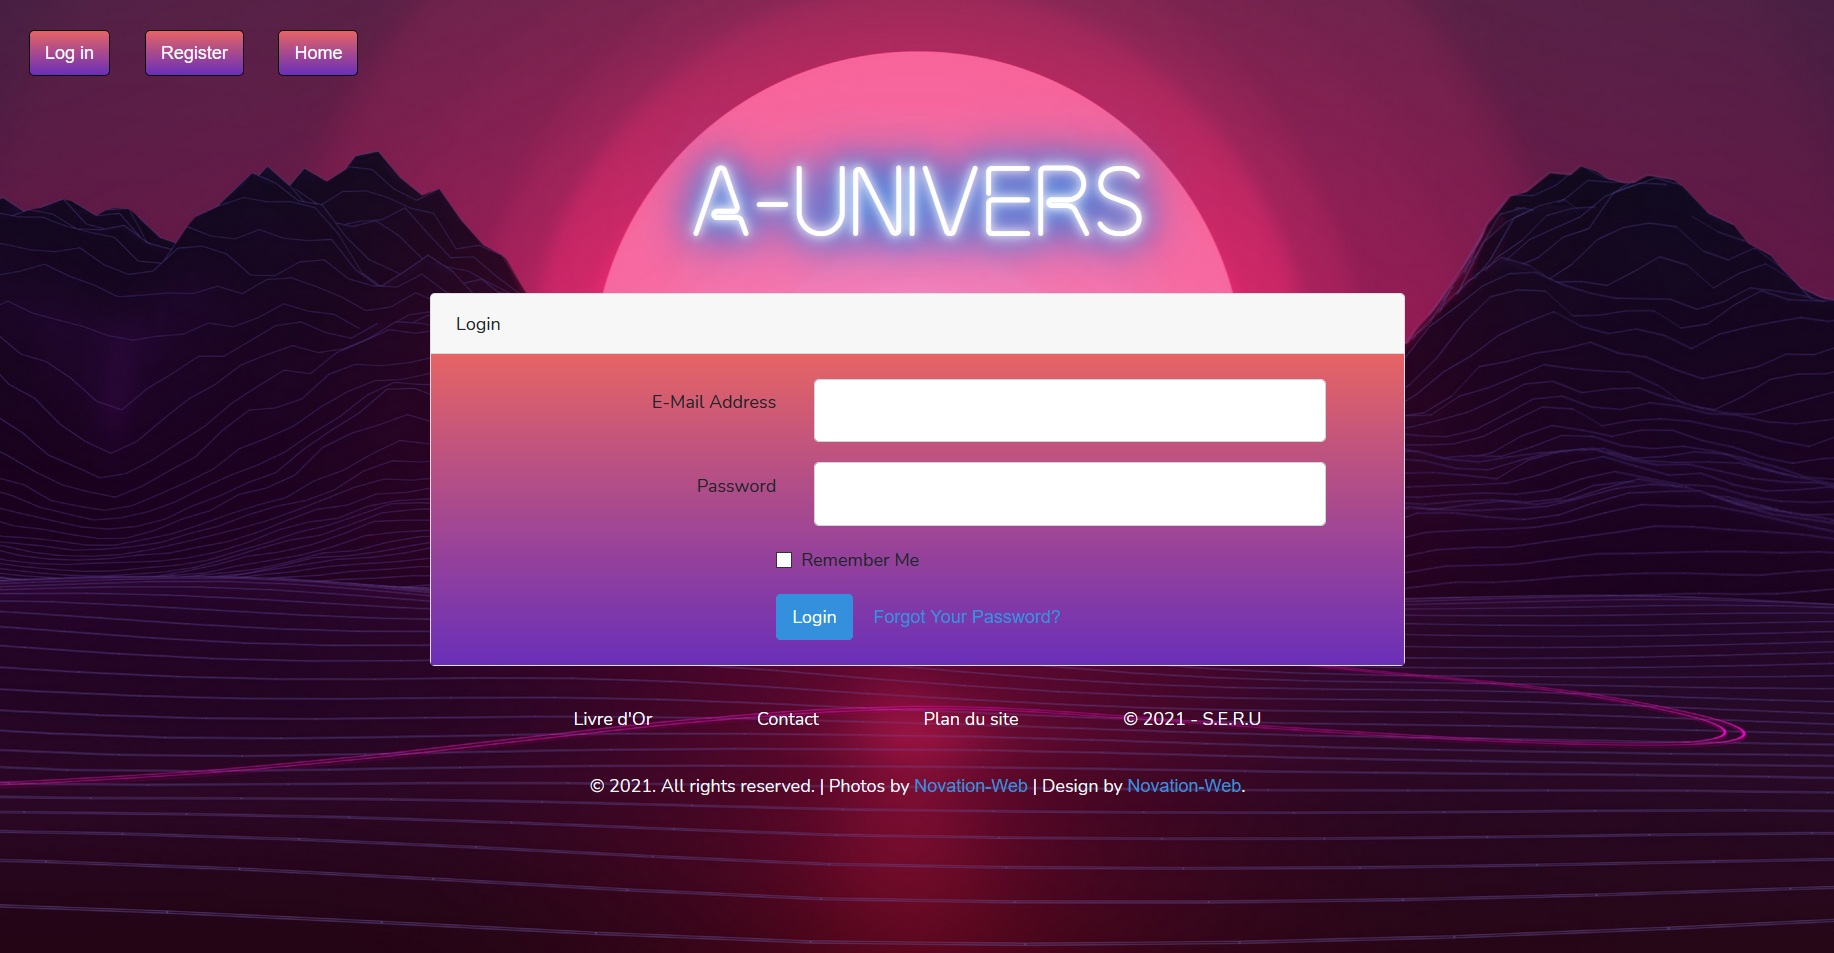 Log in Register Home
A-UNIVERS
Login
E-Mail Address
Password
Remember Me
Login Forgot Your Password?
Livre d'Or Contact Plan du site © 2021 - S.E.R.U
© 2021. All rights reserved. | Photos by Novation-Web | Design by Novation-Web.